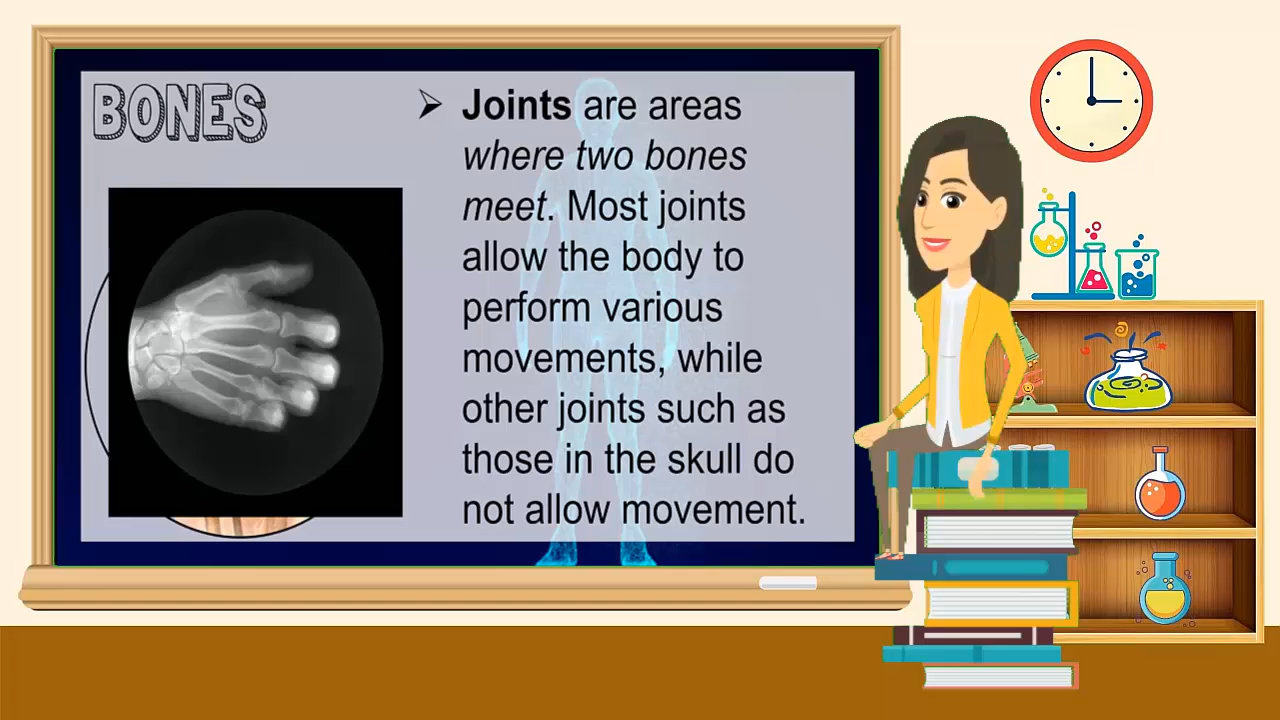 BONES
➢ Joints are areas
where two bones
meet. Most joints
allow the body to
perform various
movements, while
other joints such as
those in the skull do
not allow movement.